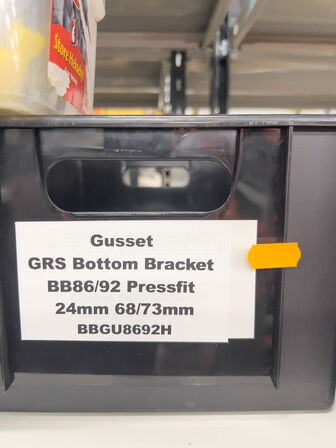 Gusset
GRS Bottom Bracket
BB86/92 Pressfit
24mm 68/73mm
BBGU8692H